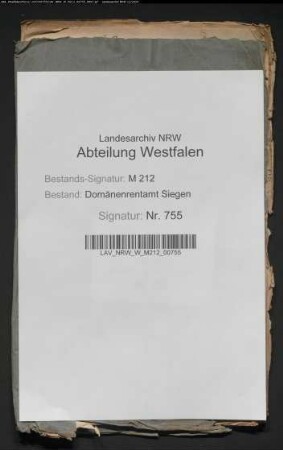 Landesarchiv NRW
Abteilung Westfalen
Bestands-Signatur: M 212
Bestand: Domänenrentamt Siegen
Signatur: Nr. 755
LAV_NRW_W_M212_00755